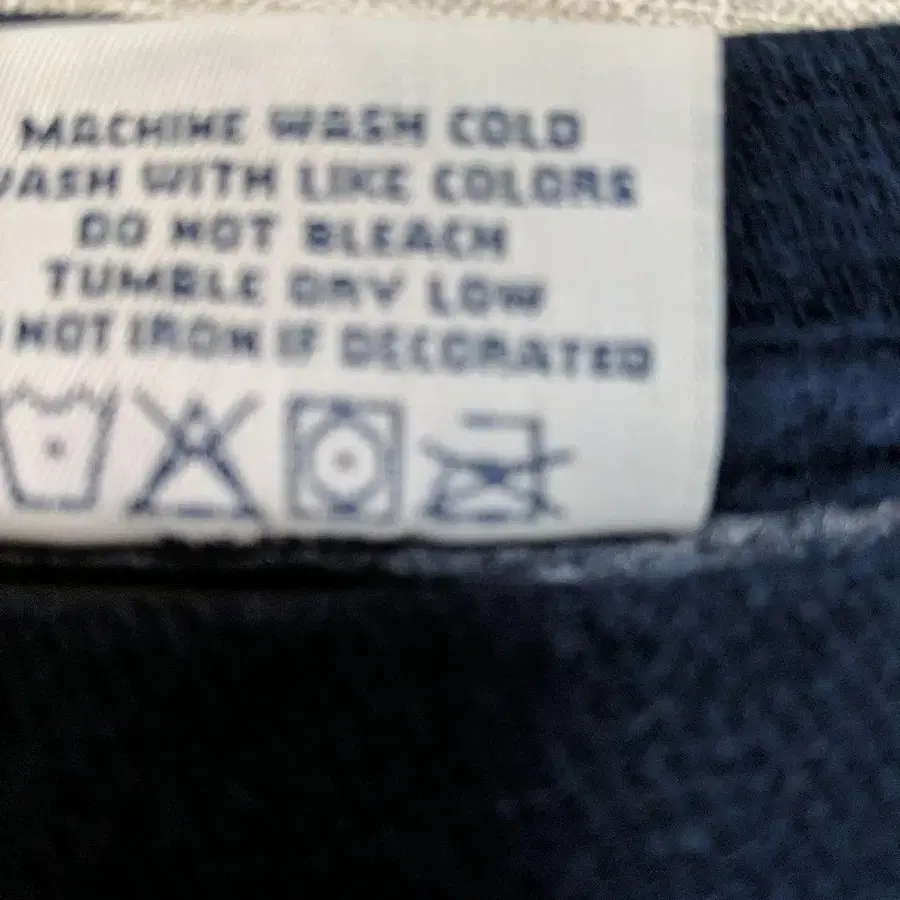 MACHINE WASH COLD
WASH WITH LIKE COLORS
DO NOT BLEACH
TUMBLE DRY LOW
NOT IRON IF DECORATED